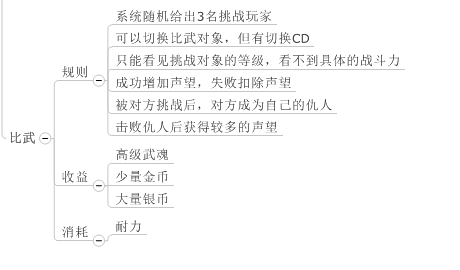 系统随机给出3名挑战玩家
可以切换比武对象，但有切换CD
只能看见挑战对象的等级，看不到具体的战斗力
规则
成功增加声望，失败扣除声望
被对方挑战后，对方成为自己的仇人
击败仇人后获得较多的声望
比武
高级武魂
收益
少量金币
大量银币
消耗
耐力